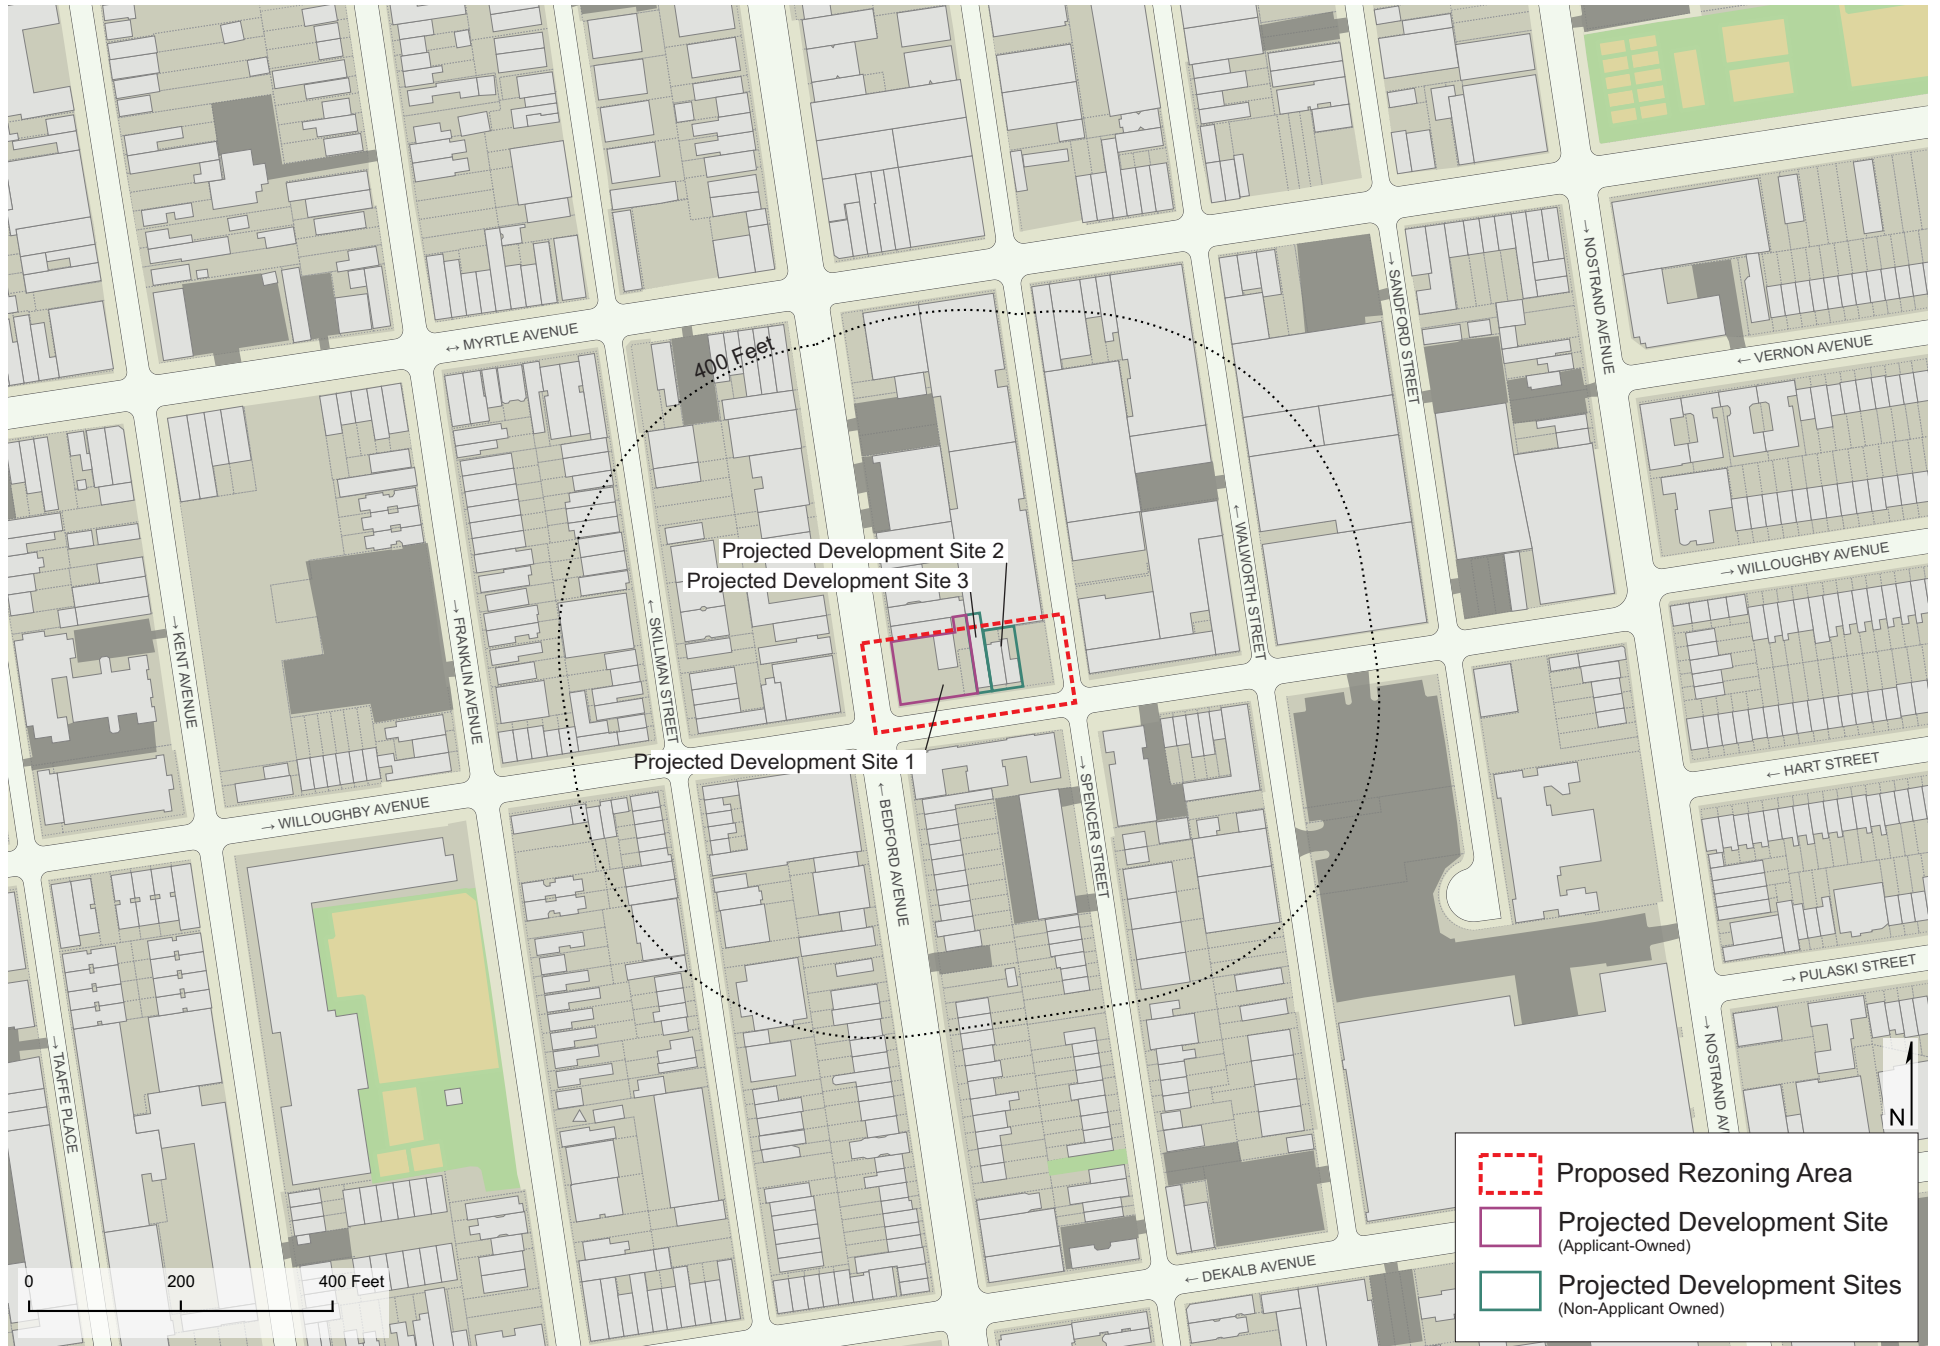 ← VERNON AVENUE
↔ MYRTLE AVENUE
400 Feet
→ NOSTRAND AVENUE
→ SANDFORD STREET
→ WILLOUGHBY AVENUE
← WALWORTH STREET
Projected Development Site 2
Projected Development Site 3
→ KENT AVENUE
→ FRANKLIN AVENUE
← SKILLMAN STREET
Projected Development Site 1
← HART STREET
→ WILLOUGHBY AVENUE
← BEDFORD AVENUE
→ SPENCER STREET
→ PULASKI STREET
→ TAAFFE PLACE
→ NOSTRAND AV
N
← DEKALB AVENUE
0 200 400 Feet
Proposed Rezoning Area
Projected Development Site
(Applicant-Owned)
Projected Development Sites
(Non-Applicant Owned)